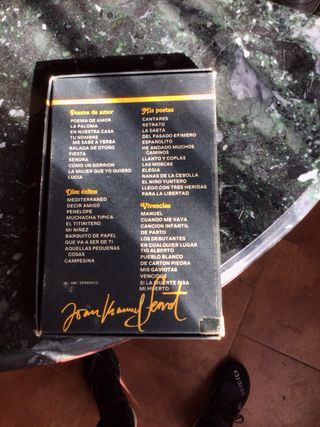 Poema de amor
POEMA DE AMOR
LA PALOMA
EN NUESTRA CASA
TU NOMBRE
ME SABE A YERBA
BALADA DE OTOÑO
FIESTA
SEÑORA
COMO UN GORRION
LA MUJER QUE YO QUIERO
LUCIA
Diez éxitos
MEDITERRANEO
DECIR AMIGO
PENELOPE
MUCHACHA TIPICA
EL TITIRITERO
MI NIÑEZ
BARQUITO DE PAPEL
QUE VA A SER DE TI
AQUELLAS PEQUEÑAS
COSAS
CAMPESINA
Mis poetas
CANTARES
RETRATO
LA SAETA
DEL PASADO EFIMERO
ESPAÑOLITO
HE ANDADO MUCHOS
CAMINOS
LLANTO Y COPLAS
LAS MOSCAS
ELEGIA
NANAS DE LA CEBOLLA
EL NIÑO YUNTERO
LLEGO CON TRES HERIDAS
PARA LA LIBERTAD
Vivencias
MANUEL
CUANDO ME VAYA
CANCION INFANTIL
DE PARTO
LOS DEBUTANTES
EN CUALQUIER LUGAR
TIO ALBERTO
PUEBLO BLANCO
DE CARTON PIEDRA
MIS GAVIOTAS
VENCIDOS
SI LA MUERTE PISA
MI HUERTO
1981 SERDISCO
Joan Manuel Serrat